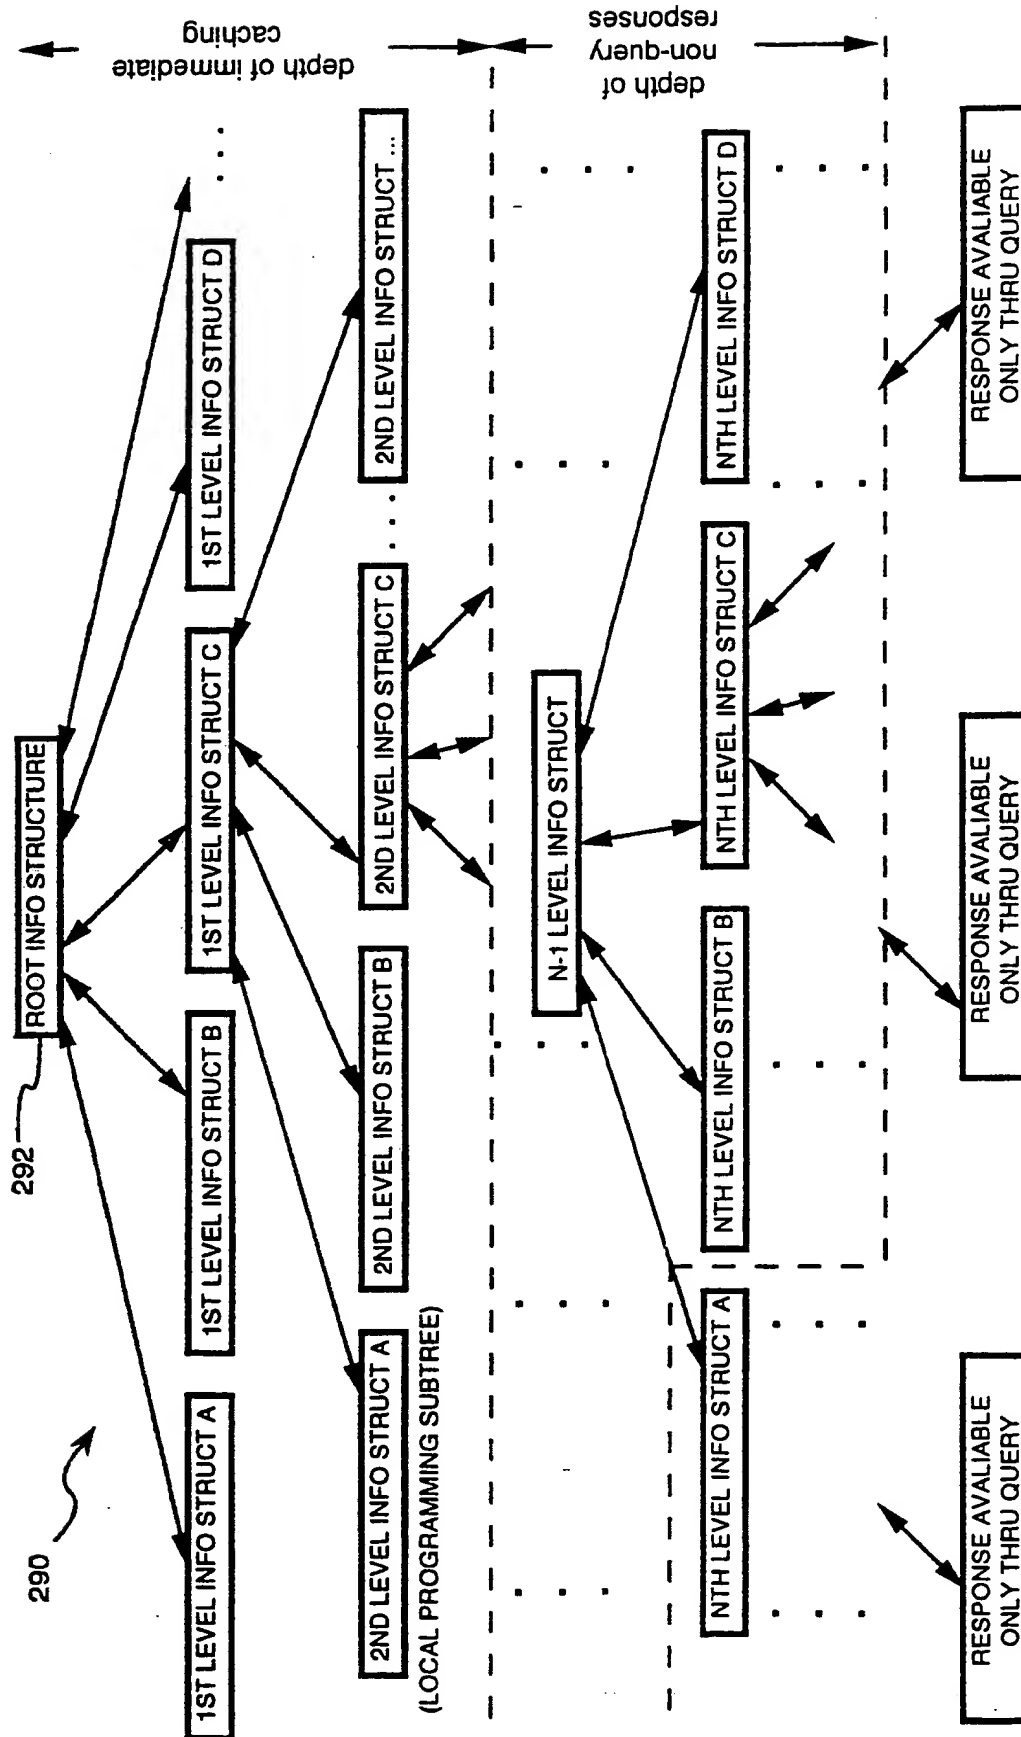 290
292
ROOT INFO STRUCTURE
1ST LEVEL INFO STRUCT A
1ST LEVEL INFO STRUCT B
1ST LEVEL INFO STRUCT C
1ST LEVEL INFO STRUCT D
. . .
depth of immediate
caching
2ND LEVEL INFO STRUCT A
(LOCAL PROGRAMMING SUBTREE)
2ND LEVEL INFO STRUCT B
2ND LEVEL INFO STRUCT C
. . .
2ND LEVEL INFO STRUCT ...
N-1 LEVEL INFO STRUCT
depth of
non-query
responses
NTH LEVEL INFO STRUCT A
NTH LEVEL INFO STRUCT B
NTH LEVEL INFO STRUCT C
NTH LEVEL INFO STRUCT D
RESPONSE AVALIABLE
ONLY THRU QUERY
RESPONSE AVALIABLE
ONLY THRU QUERY
RESPONSE AVALIABLE
ONLY THRU QUERY